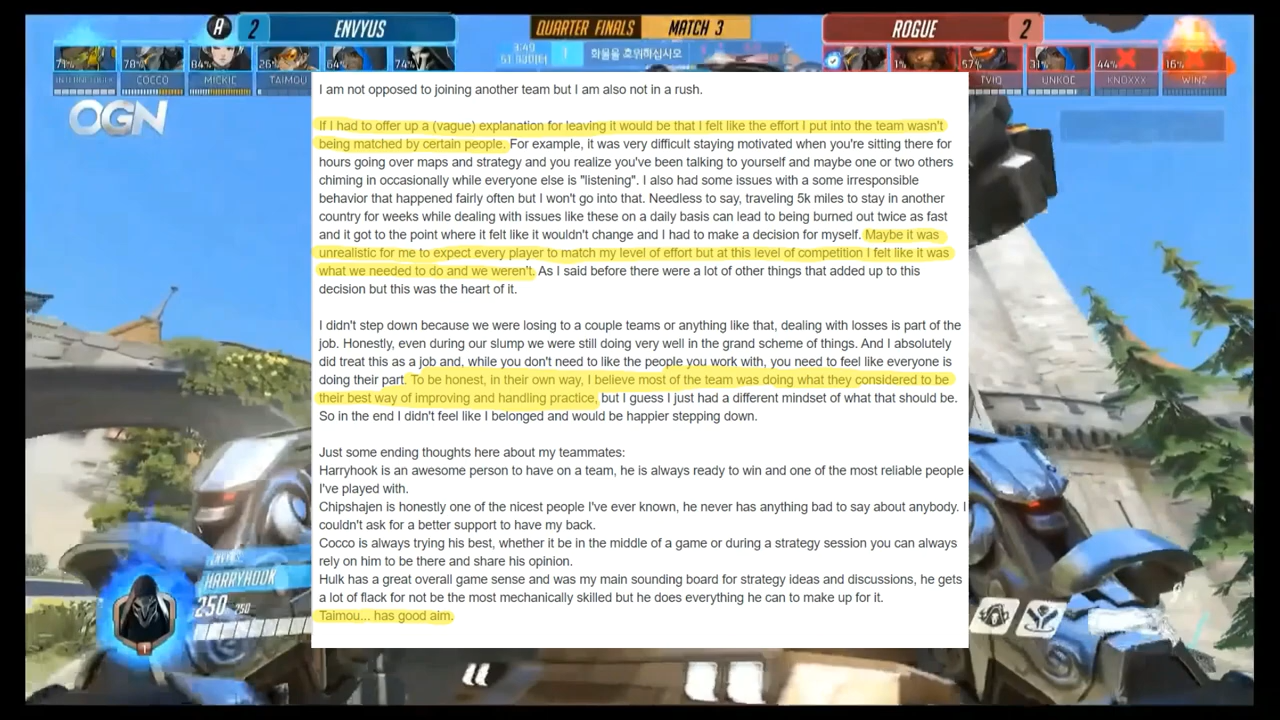 A 2 ENVYUS QUARTER FINALS MATCH 3 ROGUE 2
3:49
1 화물을 호위하십시오
71% 78% 84% 26% 64% 74% 1% 57% 31% 44% 16%
COCCO MICKIE TAIMOU TVIQ UNKOE KNOXXX WINZ
OGN
I am not opposed to joining another team but I am also not in a rush.
If I had to offer up a (vague) explanation for leaving it would be that I felt like the effort I put into the team wasn't
being matched by certain people. For example, it was very difficult staying motivated when you're sitting there for
hours going over maps and strategy and you realize you've been talking to yourself and maybe one or two others
chiming in occasionally while everyone else is "listening". I also had some issues with a some irresponsible
behavior that happened fairly often but I won't go into that. Needless to say, traveling 5k miles to stay in another
country for weeks while dealing with issues like these on a daily basis can lead to being burned out twice as fast
and it got to the point where it felt like it wouldn't change and I had to make a decision for myself. Maybe it was
unrealistic for me to expect every player to match my level of effort but at this level of competition I felt like it was
what we needed to do and we weren't. As I said before there were a lot of other things that added up to this
decision but this was the heart of it.
I didn't step down because we were losing to a couple teams or anything like that, dealing with losses is part of the
job. Honestly, even during our slump we were still doing very well in the grand scheme of things. And I absolutely
did treat this as a job and, while you don't need to like the people you work with, you need to feel like everyone is
doing their part. To be honest, in their own way, I believe most of the team was doing what they considered to be
their best way of improving and handling practice, but I guess I just had a different mindset of what that should be.
So in the end I didn't feel like I belonged and would be happier stepping down.
Just some ending thoughts here about my teammates:
Harryhook is an awesome person to have on a team, he is always ready to win and one of the most reliable people
I've played with.
Chipshajen is honestly one of the nicest people I've ever known, he never has anything bad to say about anybody. I
couldn't ask for a better support to have my back.
Cocco is always trying his best, whether it be in the middle of a game or during a strategy session you can always
rely on him to be there and share his opinion.
Hulk has a great overall game sense and was my main sounding board for strategy ideas and discussions, he gets
a lot of flack for not be the most mechanically skilled but he does everything he can to make up for it.
Taimou... has good aim.
HARRYHOOK
250 250
1